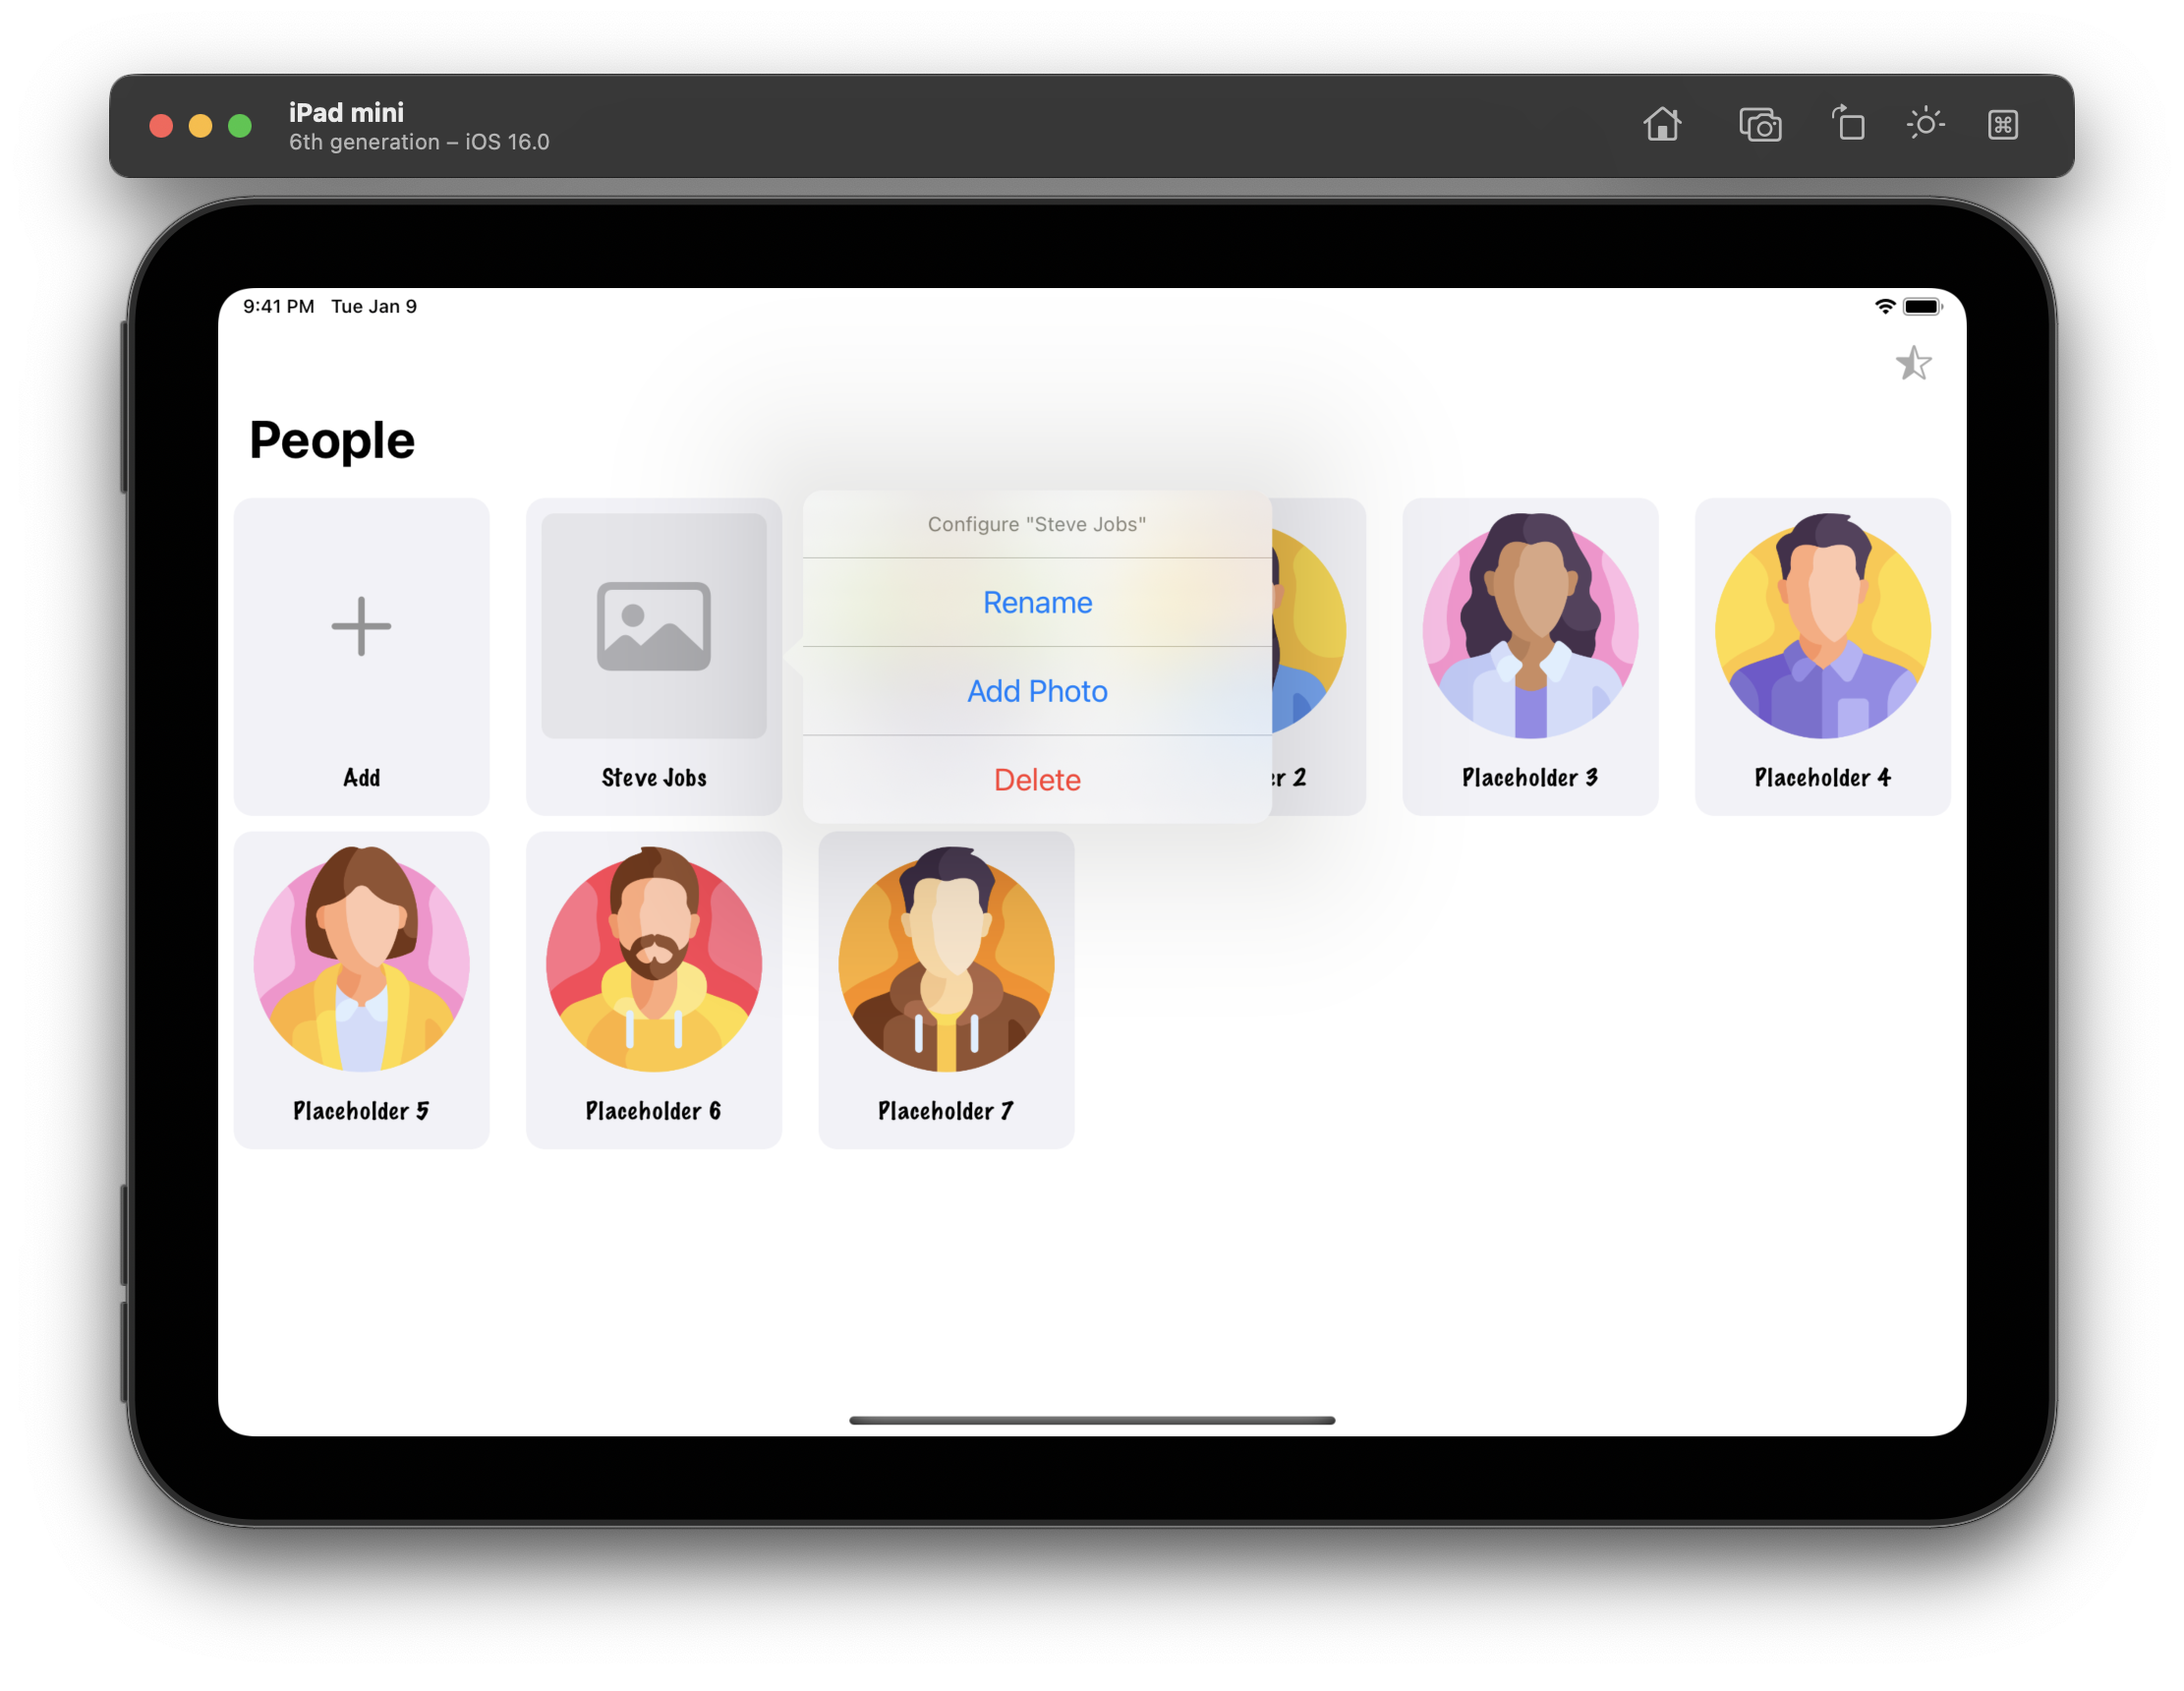 iPad mini
6th generation – iOS 16.0
9:41 PM Tue Jan 9
People
Configure "Steve Jobs"
Rename
Add Photo
Delete
Add
Steve Jobs
er 2
Placeholder 3
Placeholder 4
Placeholder 5
Placeholder 6
Placeholder 7